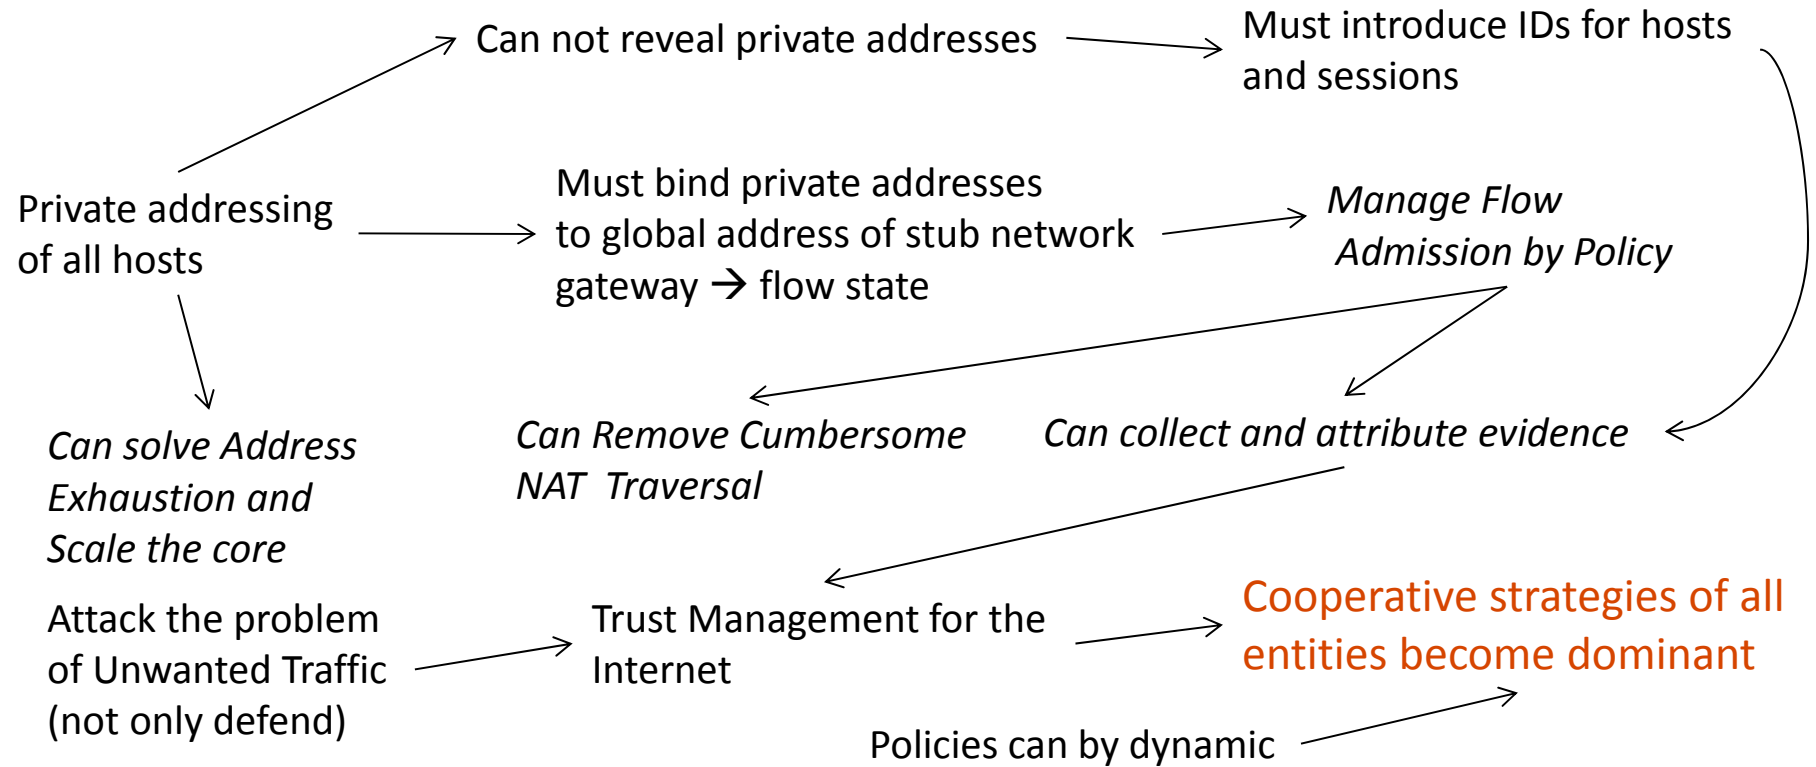 Can not reveal private addresses
Must introduce IDs for hosts
and sessions
Private addressing
of all hosts
Must bind private addresses
to global address of stub network
gateway → flow state
Manage Flow
Admission by Policy
Can solve Address
Exhaustion and
Scale the core
Can Remove Cumbersome
NAT Traversal
Can collect and attribute evidence
Attack the problem
of Unwanted Traffic
(not only defend)
Trust Management for the
Internet
Cooperative strategies of all
entities become dominant
Policies can by dynamic